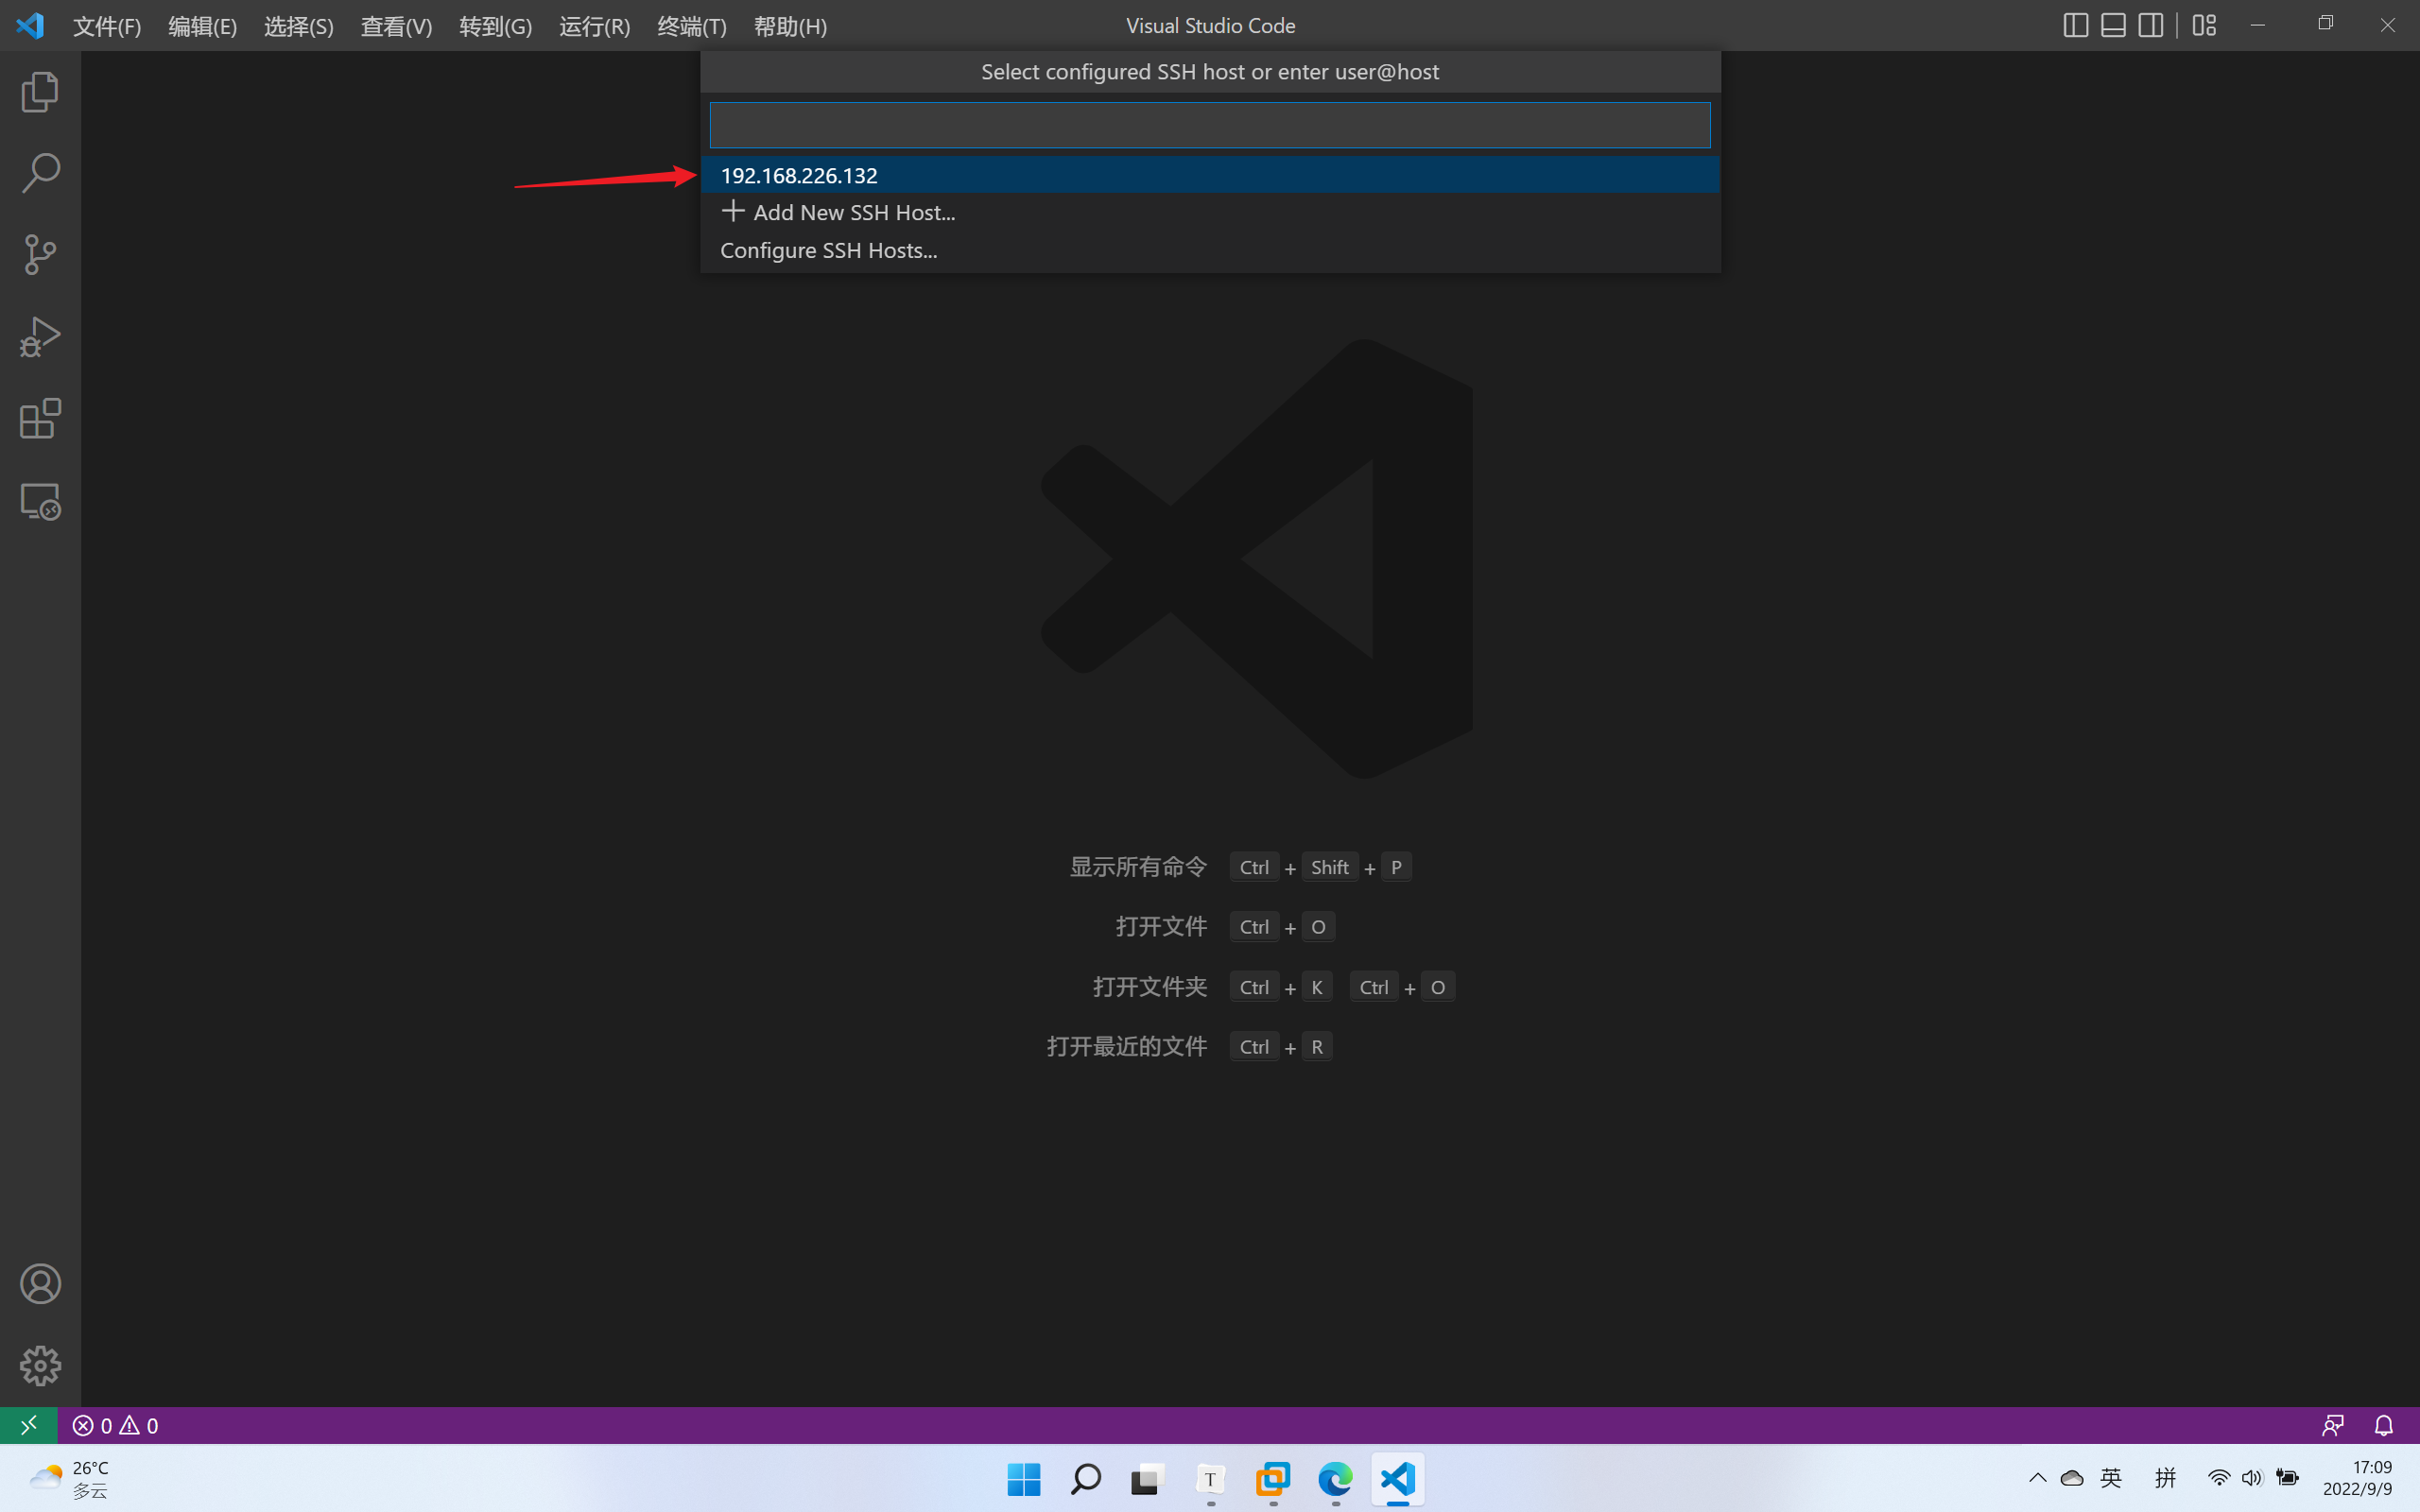 文件(F) 编辑(E) 选择(S) 查看(V) 转到(G) 运行(R) 终端(T) 帮助(H) Visual Studio Code
Select configured SSH host or enter user@host
192.168.226.132
Add New SSH Host...
Configure SSH Hosts...
显示所有命令 Ctrl + Shift + P
打开文件 Ctrl + O
打开文件夹 Ctrl + K Ctrl + O
打开最近的文件 Ctrl + R
0 0
26°C
多云
T
英 拼
17:09
2022/9/9